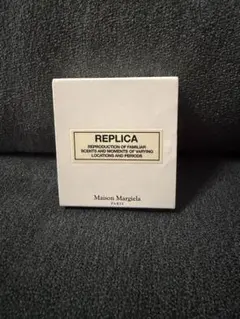 REPLICA
REPRODUCTION OF FAMILIAR
SCENTS AND MOMENTS OF VARYING
LOCATIONS AND PERIODS
Maison Margiela
PARIS